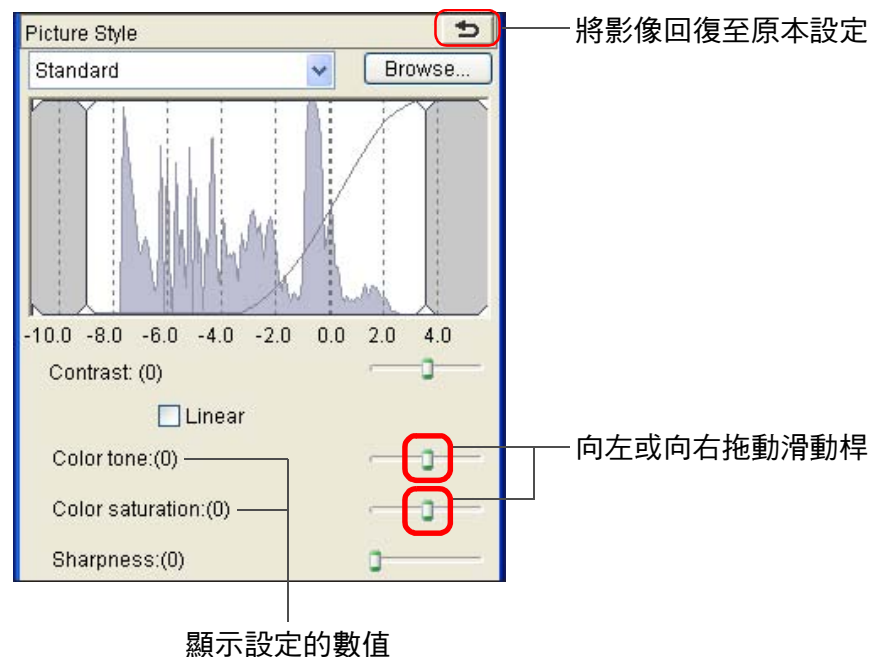 Picture Style
將影像回復至原本設定
Standard
Browse...
-10.0 -8.0 -6.0 -4.0 -2.0 0.0 2.0 4.0
Contrast: (0)
Linear
Color tone:(0)
向左或向右拖動滑動桿
Color saturation:(0)
Sharpness:(0)
顯示設定的數值